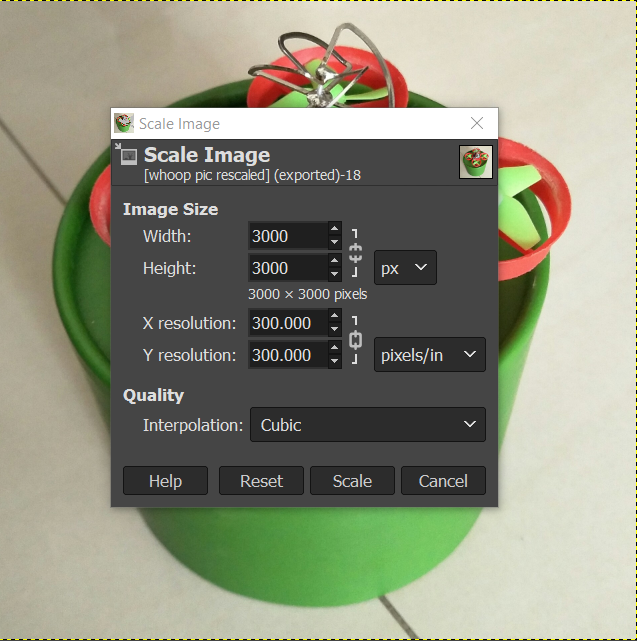 Scale Image
Scale Image
[whoop pic rescaled] (exported)-18
Image Size
Width: 3000
Height: 3000 px
3000 × 3000 pixels
X resolution: 300.000
Y resolution: 300.000 pixels/in
Quality
Interpolation: Cubic
Help Reset Scale Cancel